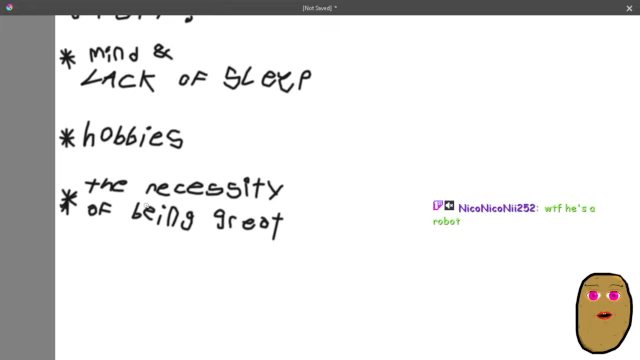 [Not Saved] *
* mind &
LACK OF SLEEP
* hobbies
* the necessity
of being great
NicoNicoNii252: wtf he's a
robot